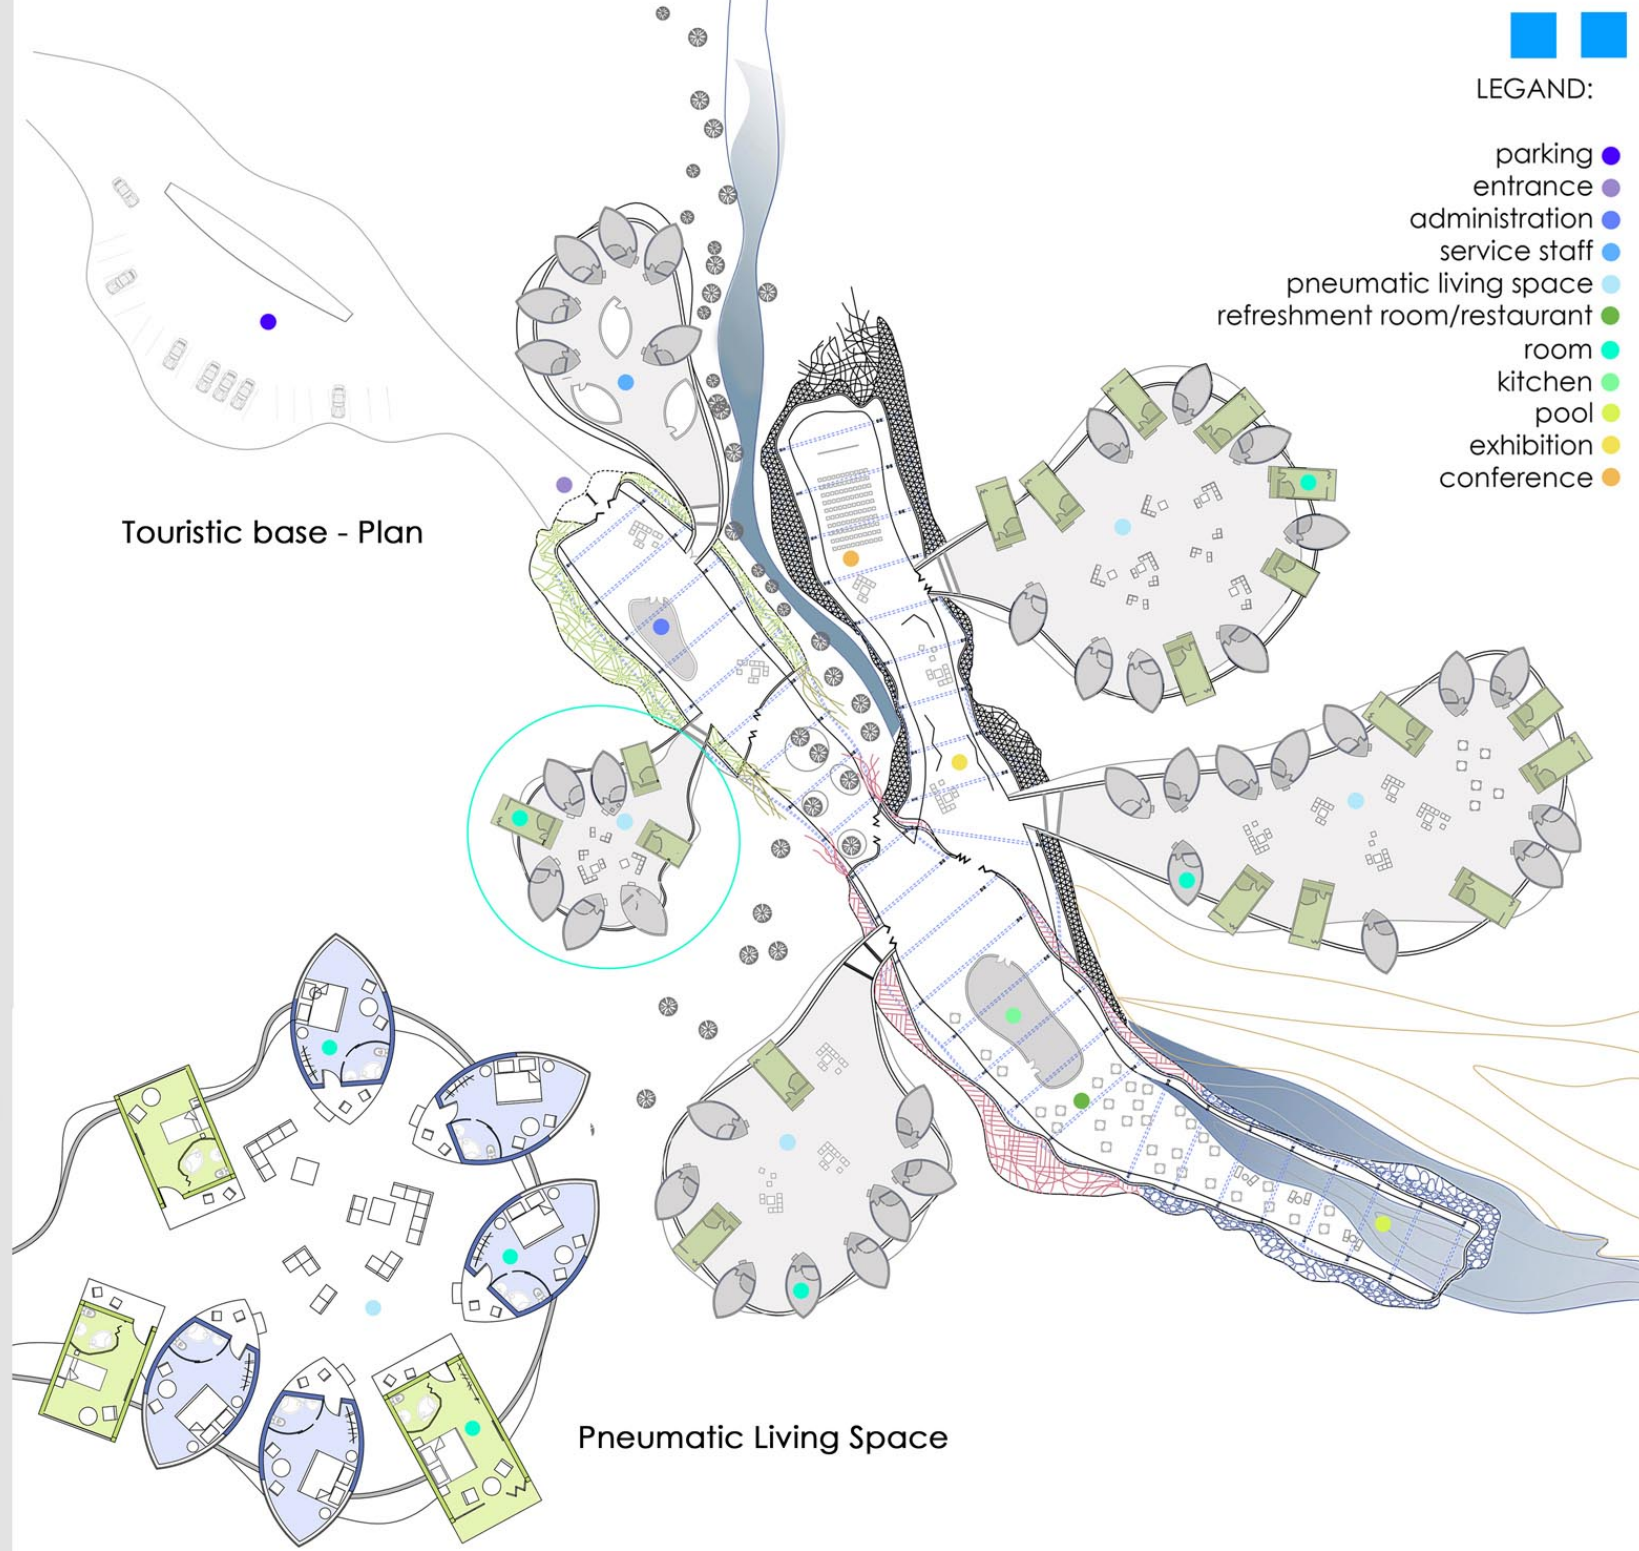 LEGAND:
parking
entrance
administration
service staff
pneumatic living space
refreshment room/restaurant
room
kitchen
pool
exhibition
conference
Touristic base - Plan
Pneumatic Living Space